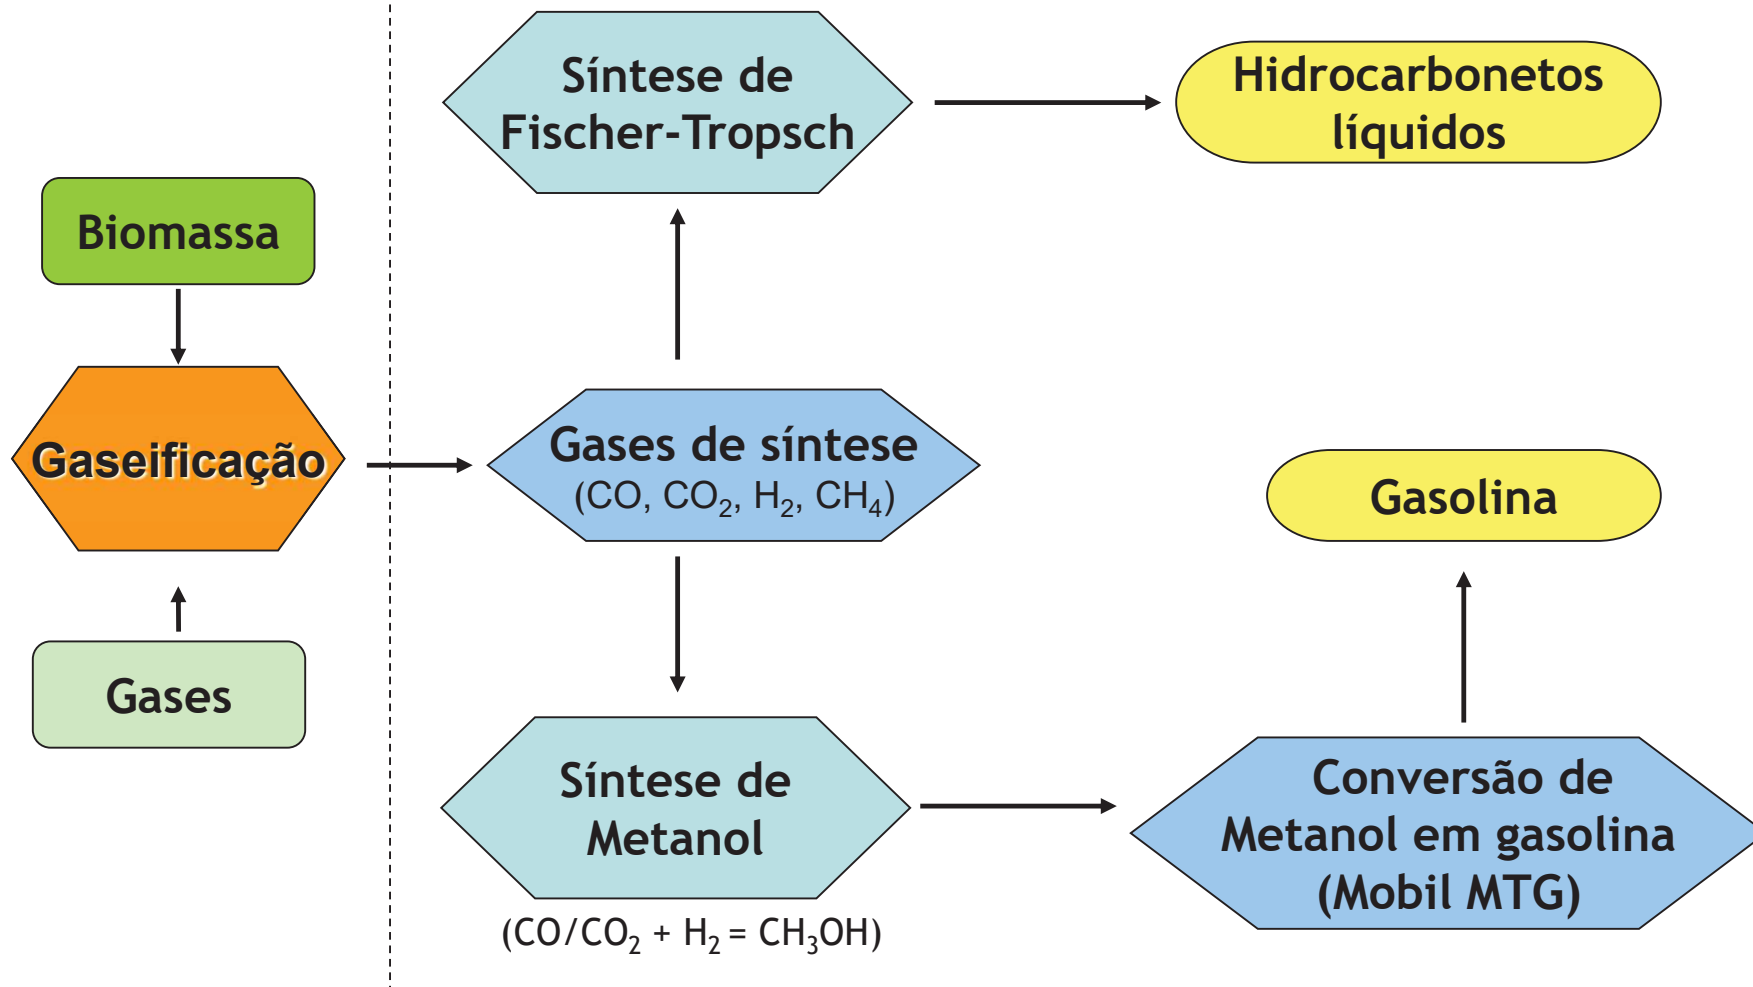 Síntese de
Fischer-Tropsch
Hidrocarbonetos
líquidos
Biomassa
Gaseificação
Gases de síntese
(CO, CO₂, H₂, CH₄)
Gasolina
Gases
Síntese de
Metanol
(CO/CO₂ + H₂ = CH₃OH)
Conversão de
Metanol em gasolina
(Mobil MTG)